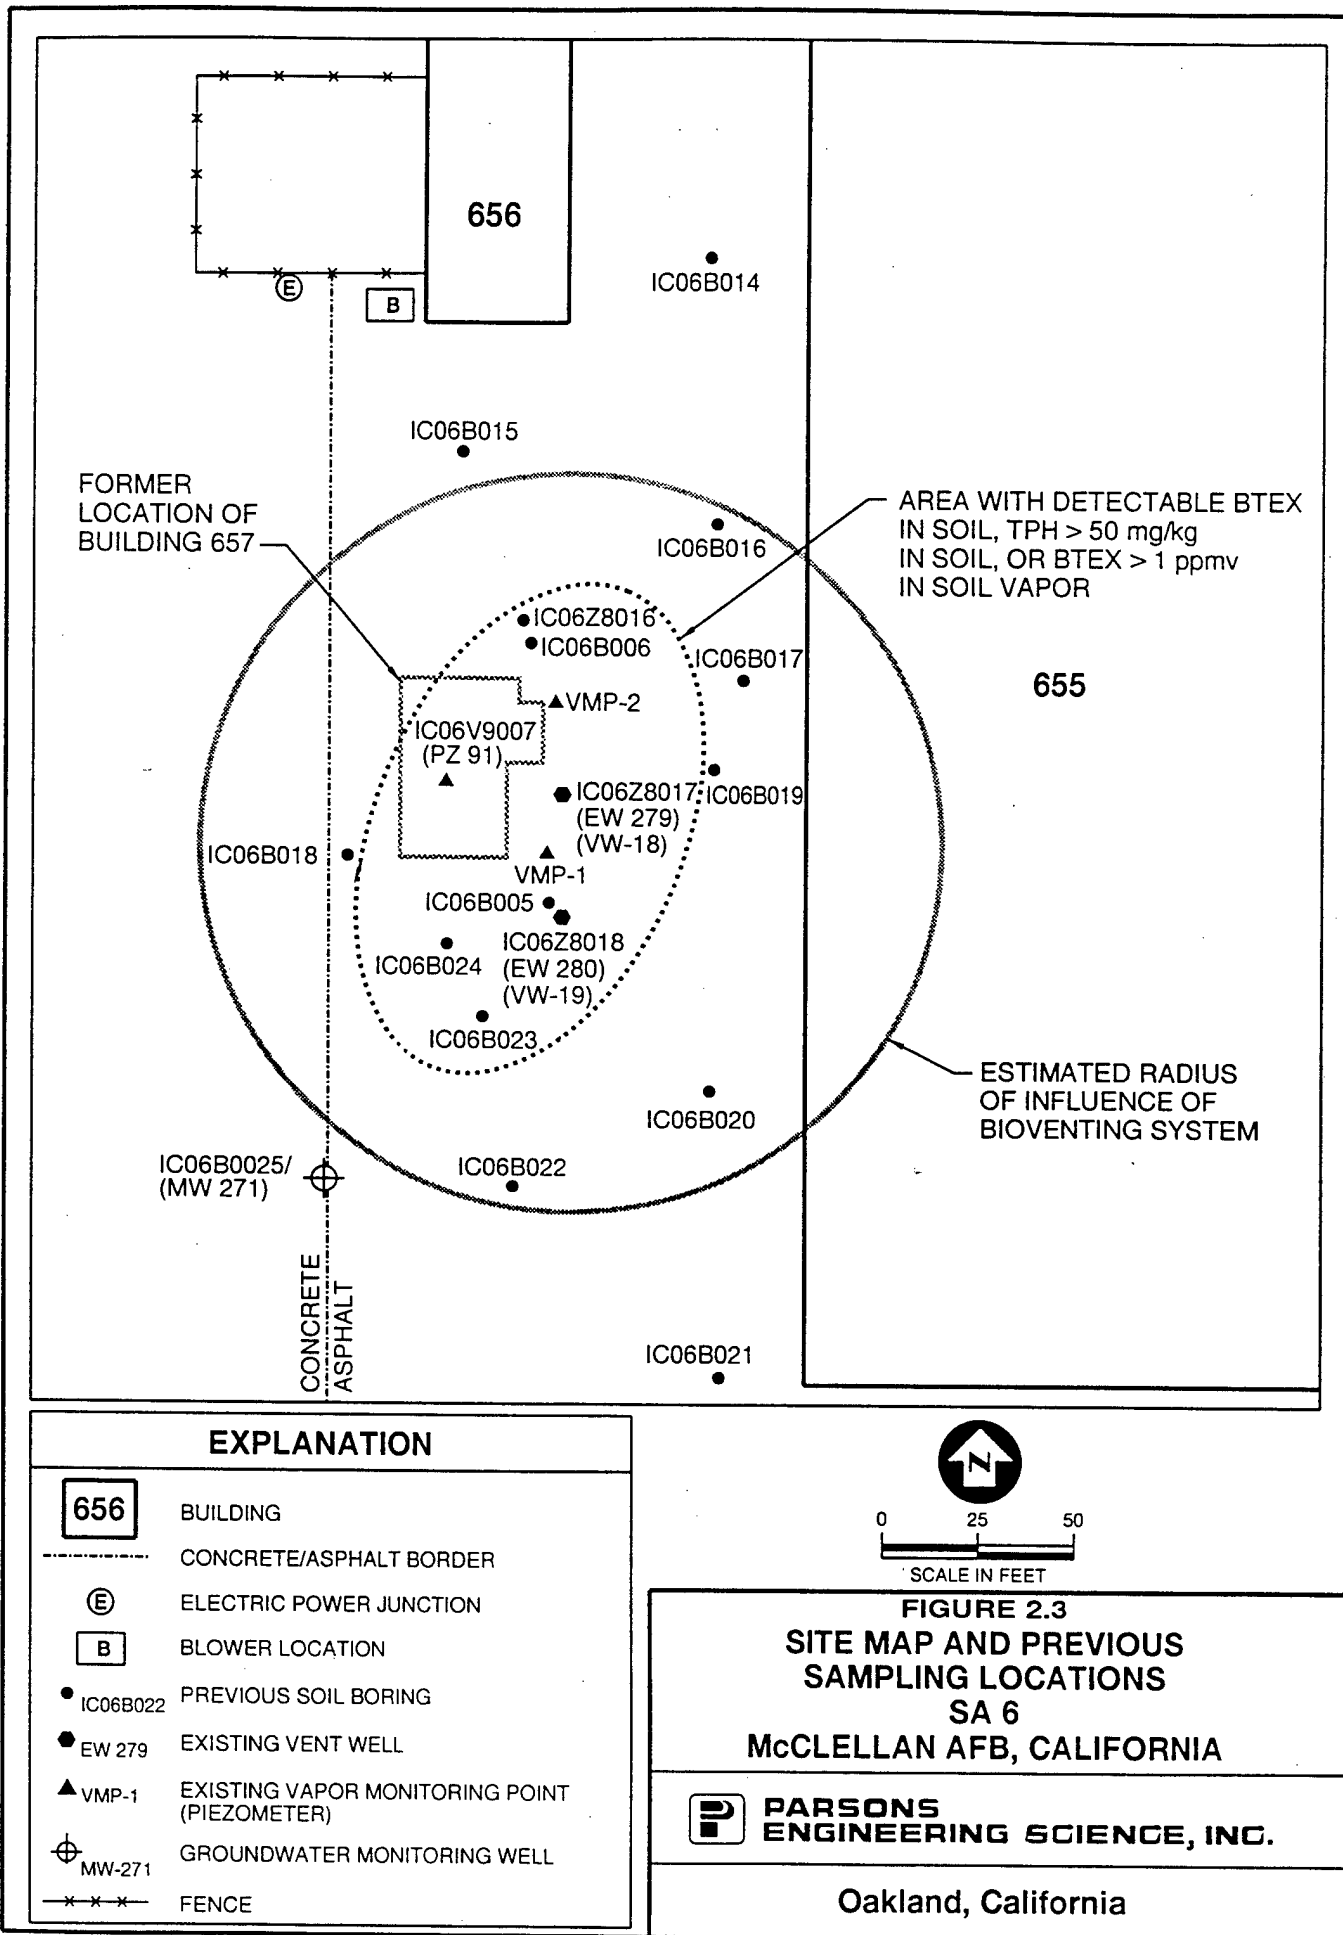 656
E
B
IC06B014
IC06B015
FORMER
LOCATION OF
BUILDING 657
AREA WITH DETECTABLE BTEX
IN SOIL, TPH > 50 mg/kg
IN SOIL, OR BTEX > 1 ppmv
IN SOIL VAPOR
IC06B016
IC06Z8016
IC06B006
IC06B017
655
VMP-2
IC06V9007
(PZ 91)
IC06Z8017
(EW 279)
(VW-18)
IC06B019
IC06B018
VMP-1
IC06B005
IC06Z8018
(EW 280)
(VW-19)
IC06B024
IC06B023
ESTIMATED RADIUS
OF INFLUENCE OF
BIOVENTING SYSTEM
IC06B020
IC06B0025/
(MW 271)
IC06B022
CONCRETE
ASPHALT
IC06B021
EXPLANATION
656 BUILDING
CONCRETE/ASPHALT BORDER
E ELECTRIC POWER JUNCTION
B BLOWER LOCATION
IC06B022 PREVIOUS SOIL BORING
EW 279 EXISTING VENT WELL
VMP-1 EXISTING VAPOR MONITORING POINT
(PIEZOMETER)
MW-271 GROUNDWATER MONITORING WELL
FENCE
N
0 25 50
SCALE IN FEET
FIGURE 2.3
SITE MAP AND PREVIOUS
SAMPLING LOCATIONS
SA 6
McCLELLAN AFB, CALIFORNIA
PARSONS
ENGINEERING SCIENCE, INC.
Oakland, California